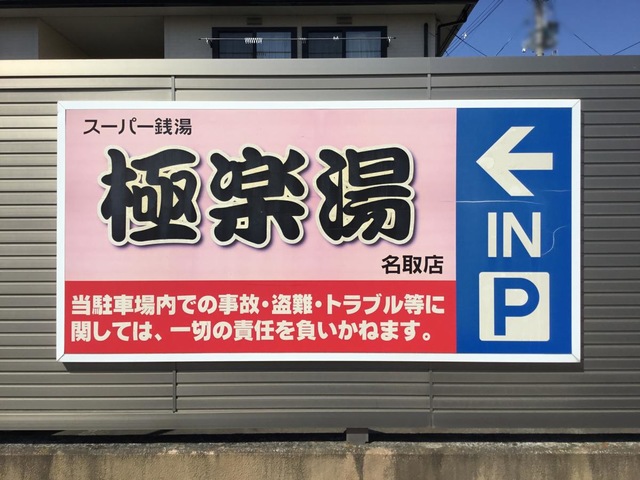 スーパー銭湯
極楽湯
名取店
当駐車場内での事故・盗難・トラブル等に
関しては、一切の責任を負いかねます。
←
IN
P